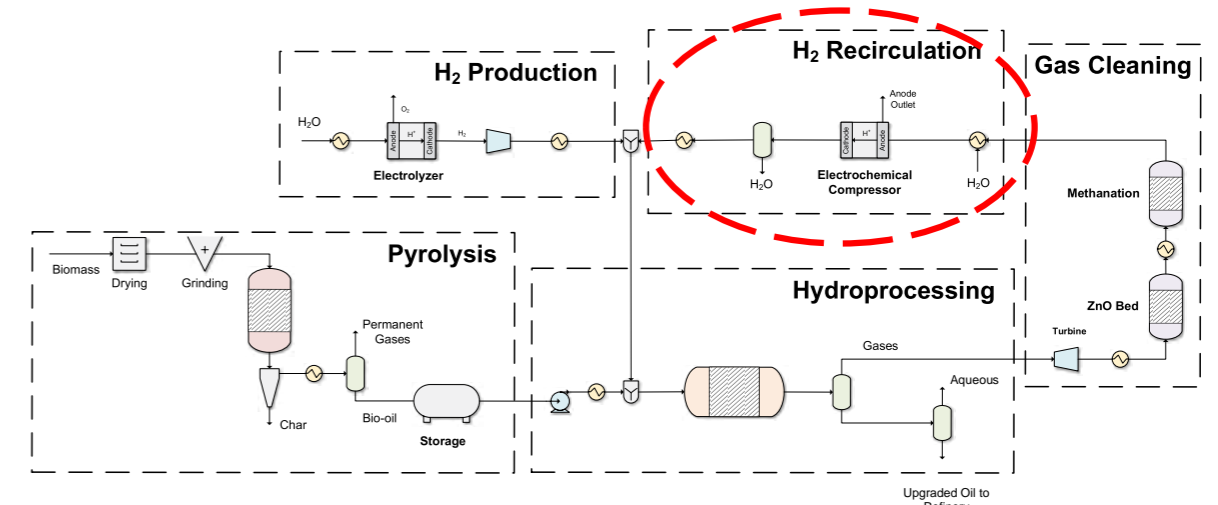 H₂ Production
H₂O
O₂
Anode
H⁺
Cathode
H₂
Electrolyzer
H₂ Recirculation
Anode
Outlet
Cathode
H⁺
Anode
H₂O
Electrochemical
Compressor
H₂O
Gas Cleaning
Methanation
ZnO Bed
Turbine
Pyrolysis
Biomass
Drying
Grinding
Permanent
Gases
Char
Bio-oil
Storage
Hydroprocessing
Gases
Aqueous
Upgraded Oil to